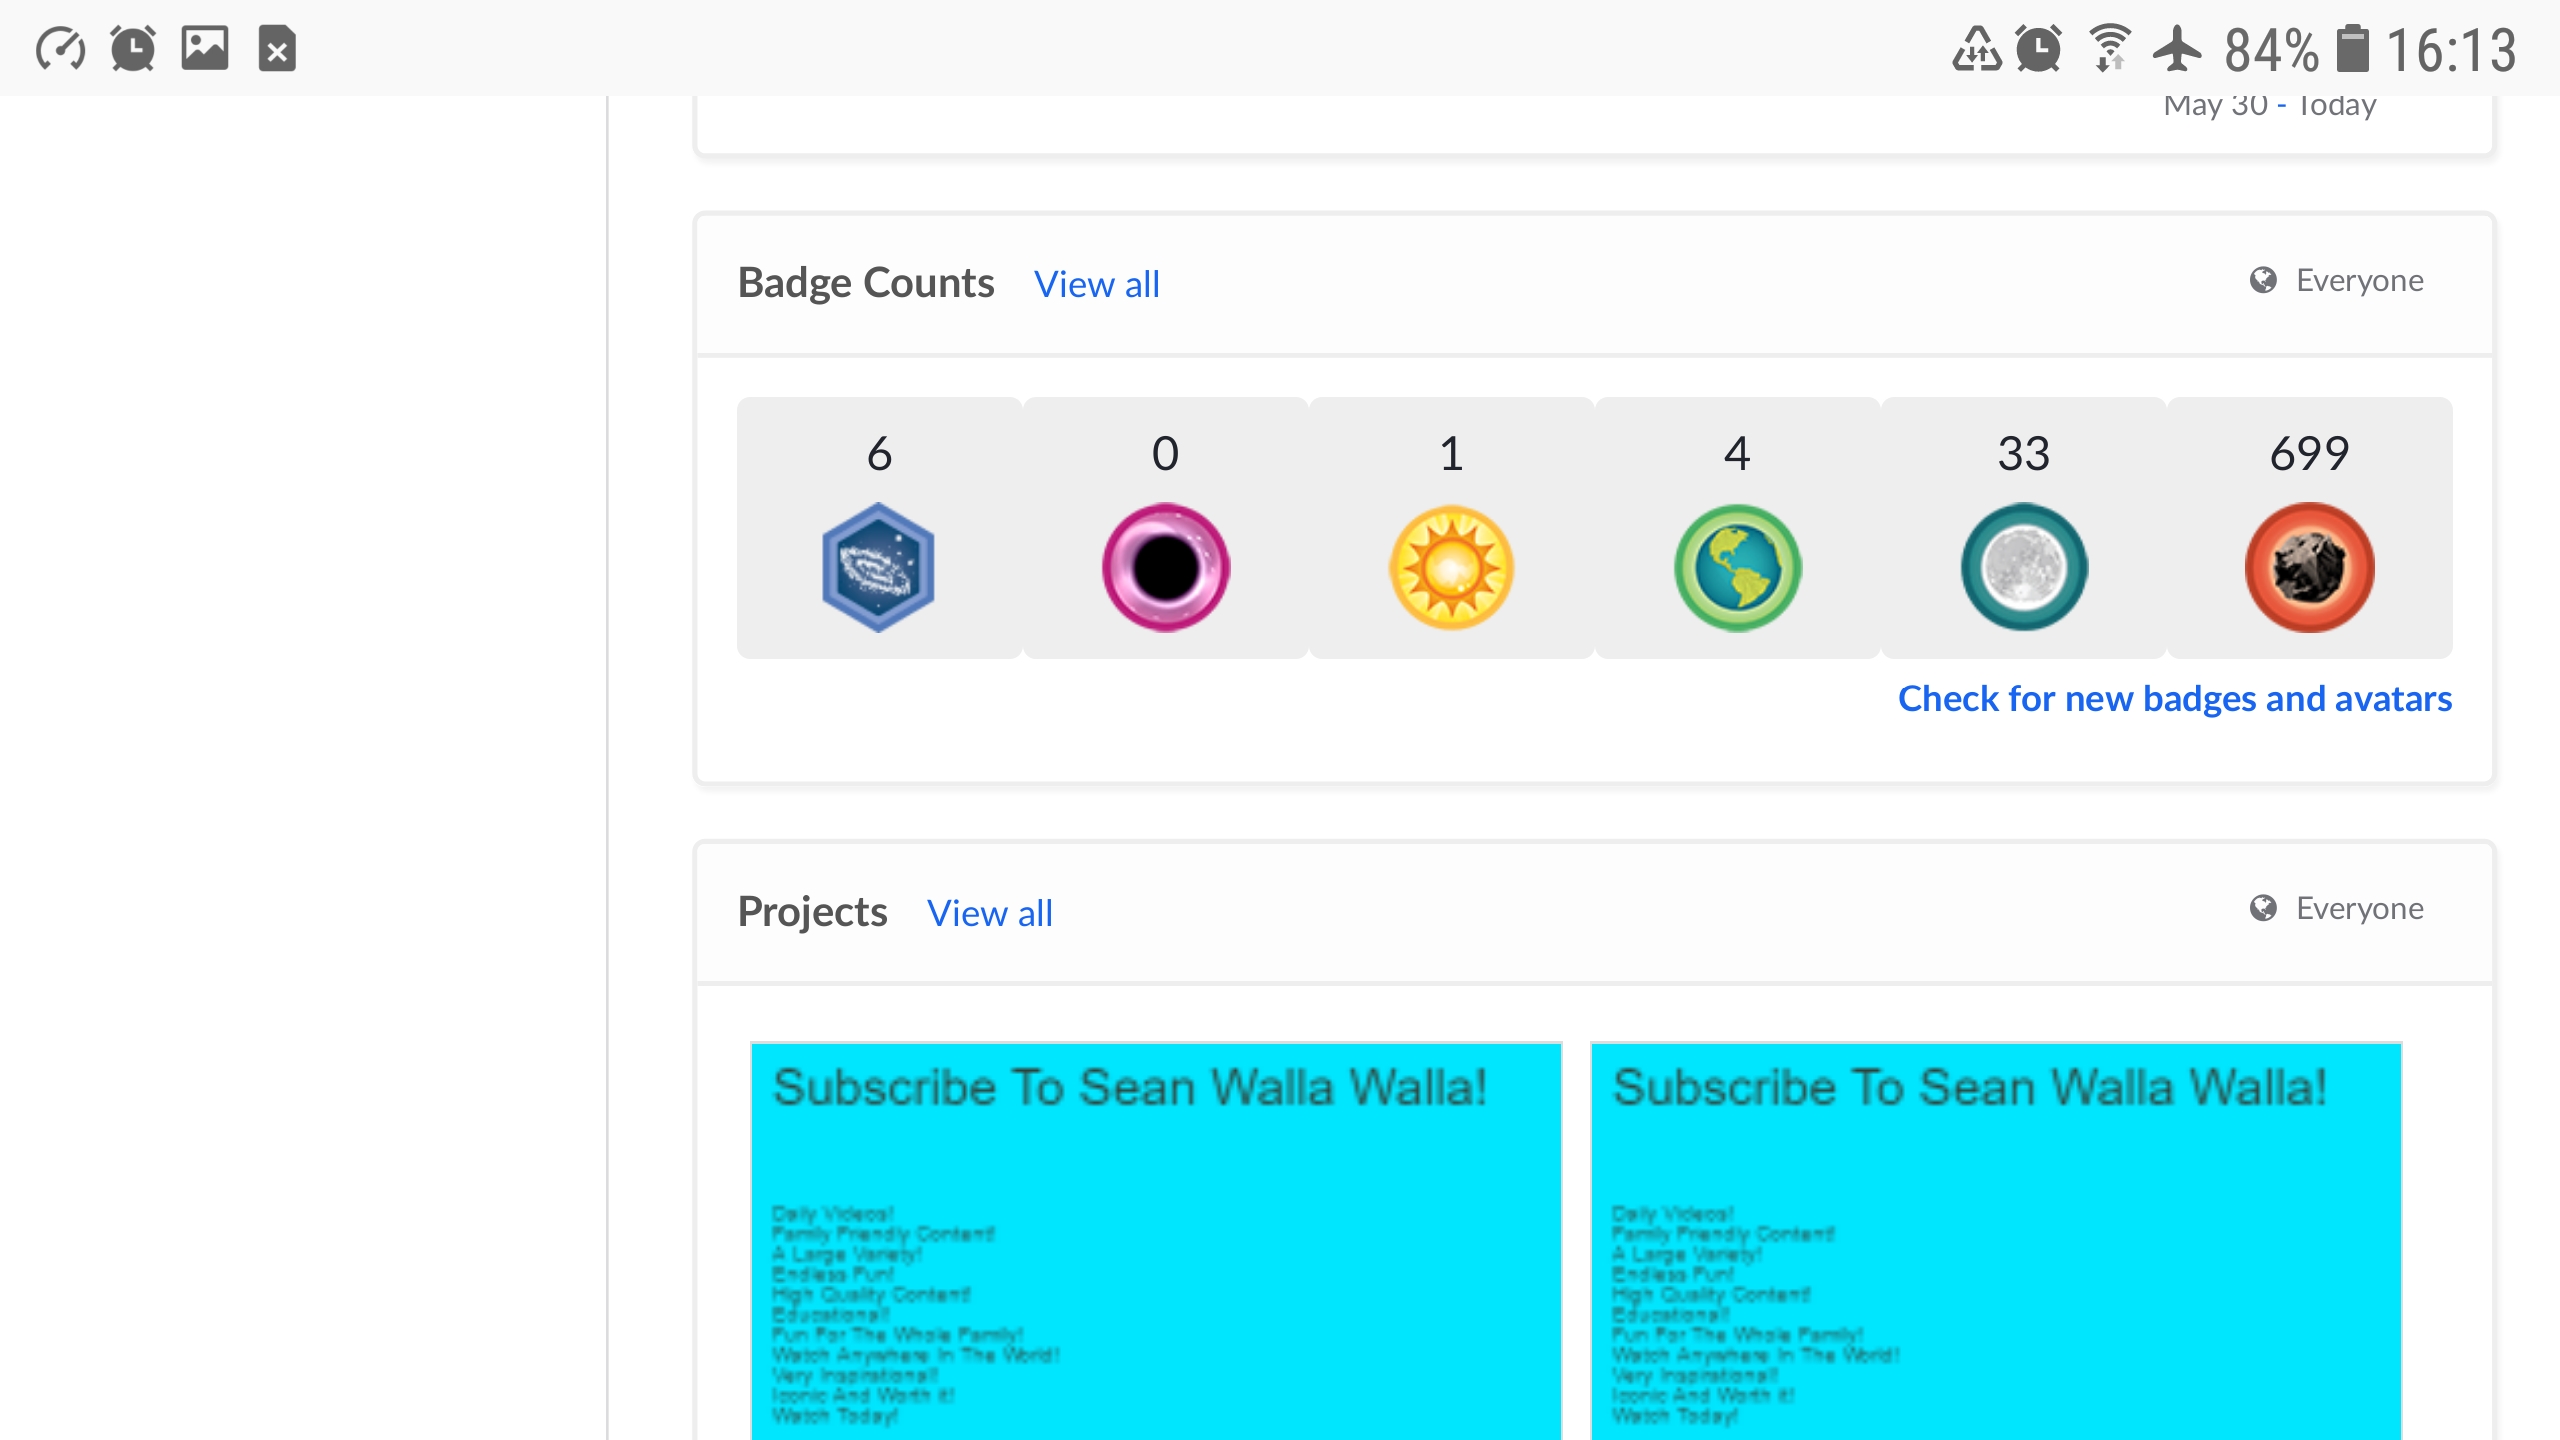 84% 16:13
May 30 - Today
Badge Counts View all Everyone
6 0 1 4 33 699
Check for new badges and avatars
Projects View all Everyone
Subscribe To Sean Walla Walla! Subscribe To Sean Walla Walla!
Daily Videos! Daily Videos!
Family Friendly Content! Family Friendly Content!
A Large Variety! A Large Variety!
Endless Fun! Endless Fun!
High Quality Content! High Quality Content!
Educational! Educational!
Fun For The Whole Family! Fun For The Whole Family!
Watch Anywhere In The World! Watch Anywhere In The World!
Very Inspirational! Very Inspirational!
Iconic And Worth it! Iconic And Worth it!
Watch Today! Watch Today!